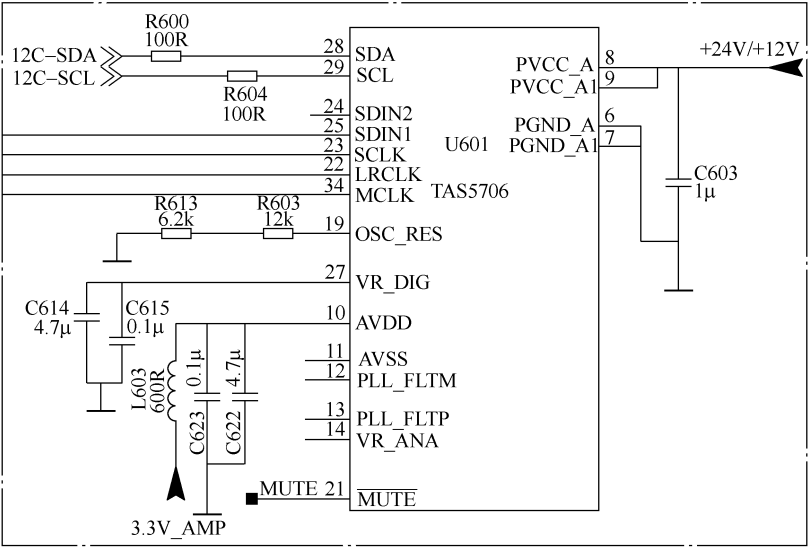 R600
100R
12C–SDA
28
SDA
12C–SCL
29
SCL
R604
100R
24
SDIN2
25
SDIN1
23
SCLK
22
LRCLK
34
MCLK
U601
TAS5706
PVCC_A
8
PVCC_A1
9
+24V/+12V
PGND_A
6
PGND_A1
7
C603
1μ
R613
6.2k
R603
12k
19
OSC_RES
27
VR_DIG
C614
4.7μ
C615
0.1μ
10
AVDD
L603
600R
0.1μ
C623
4.7μ
C622
11
AVSS
12
PLL_FLTM
13
PLL_FLTP
14
VR_ANA
MUTE
21
MUTE
3.3V_AMP